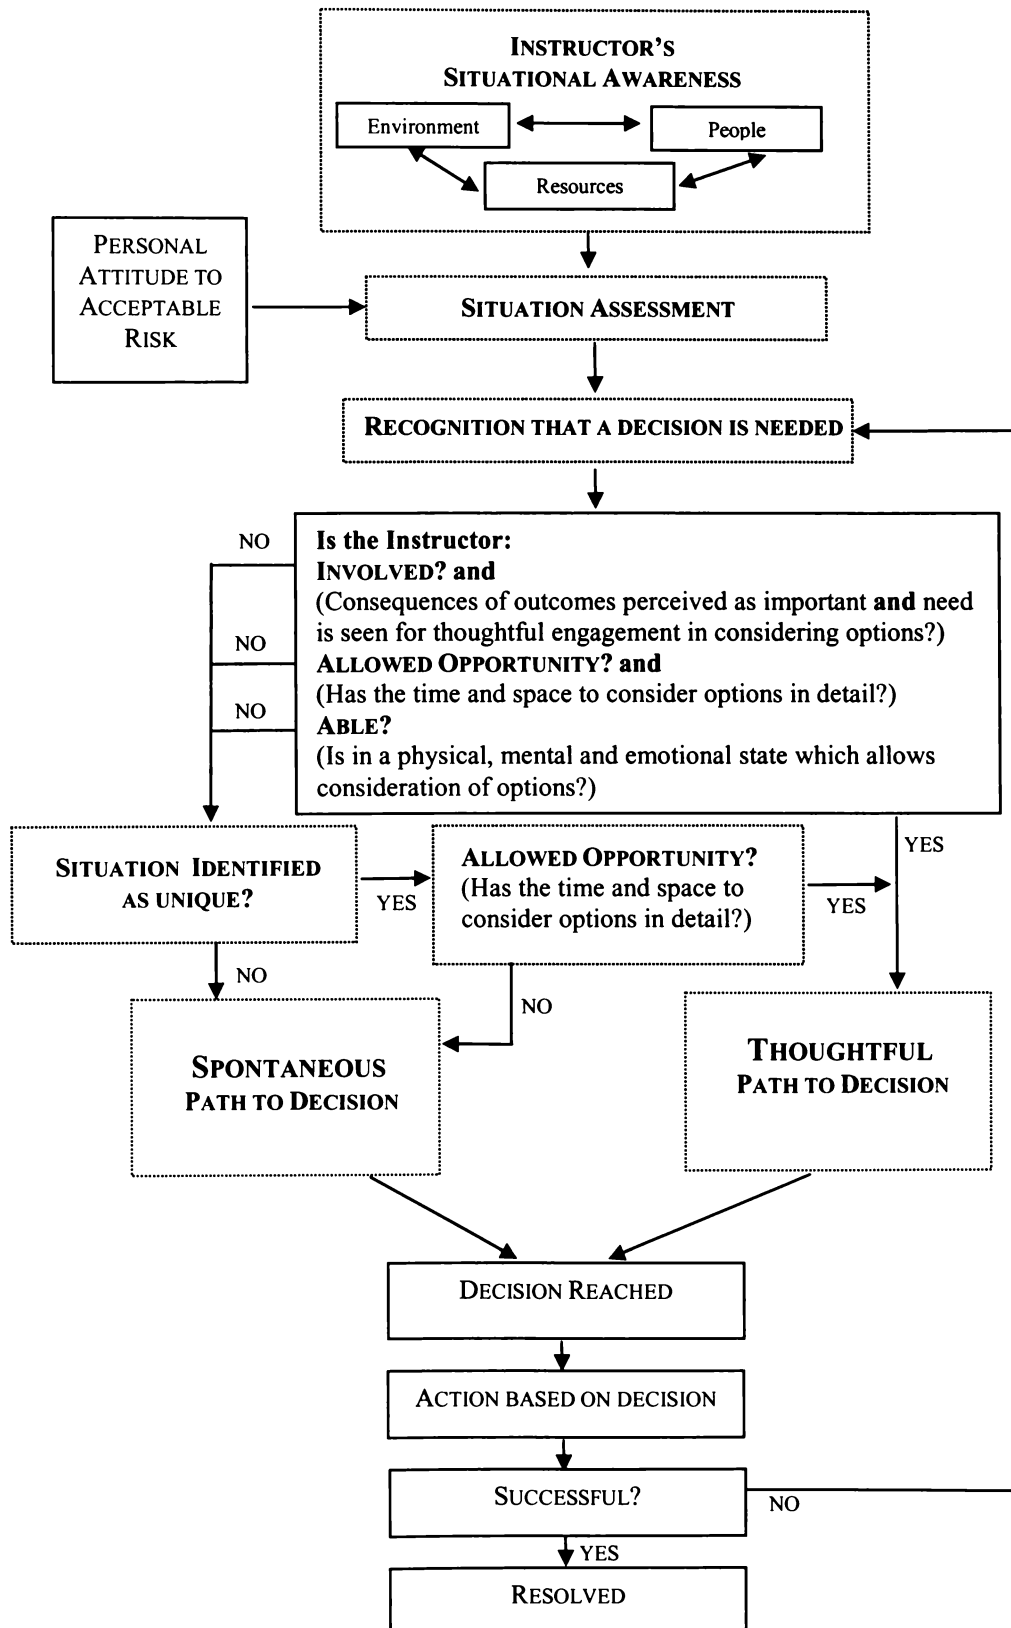 INSTRUCTOR'S
SITUATIONAL AWARENESS
Environment
People
Resources
PERSONAL
ATTITUDE TO
ACCEPTABLE
RISK
SITUATION ASSESSMENT
RECOGNITION THAT A DECISION IS NEEDED
NO
Is the Instructor:
INVOLVED? and
(Consequences of outcomes perceived as important and need
is seen for thoughtful engagement in considering options?)
NO
ALLOWED OPPORTUNITY? and
(Has the time and space to consider options in detail?)
NO
ABLE?
(Is in a physical, mental and emotional state which allows
consideration of options?)
YES
SITUATION IDENTIFIED
AS UNIQUE?
YES
ALLOWED OPPORTUNITY?
(Has the time and space to
consider options in detail?)
YES
NO
NO
SPONTANEOUS
PATH TO DECISION
THOUGHTFUL
PATH TO DECISION
DECISION REACHED
ACTION BASED ON DECISION
SUCCESSFUL?
NO
YES
RESOLVED